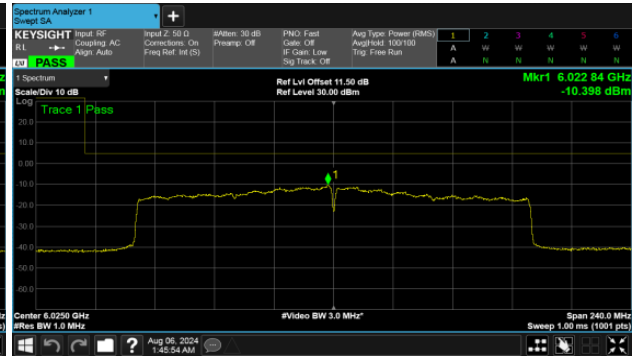 Spectrum Analyzer 1
Swept SA
+
KEYSIGHT Input: RF Input Z: 50 Ω #Atten: 30 dB PNO: Fast Avg Type: Power (RMS) 1 2 3 4 5 6
RL Coupling: AC Corrections: On Preamp: Off Gate: Off Avg|Hold: 100/100 A W W W W W
Align: Auto Freq Ref: Int (S) IF Gain: Low Trig: Free Run
LV PASS Sig Track: Off A N N N N N
1 Spectrum Ref Lvl Offset 11.50 dB Mkr1 6.022 84 GHz
Scale/Div 10 dB Ref Level 30.00 dBm -10.398 dBm
Log
Trace 1 Pass
20.0
10.0
0.00
1
-10.0
-20.0
-30.0
-40.0
-50.0
-60.0
Center 6.0250 GHz #Video BW 3.0 MHz* Span 240.0 MHz
#Res BW 1.0 MHz Sweep 1.00 ms (1001 pts)
? Aug 06, 2024
1:45:54 AM